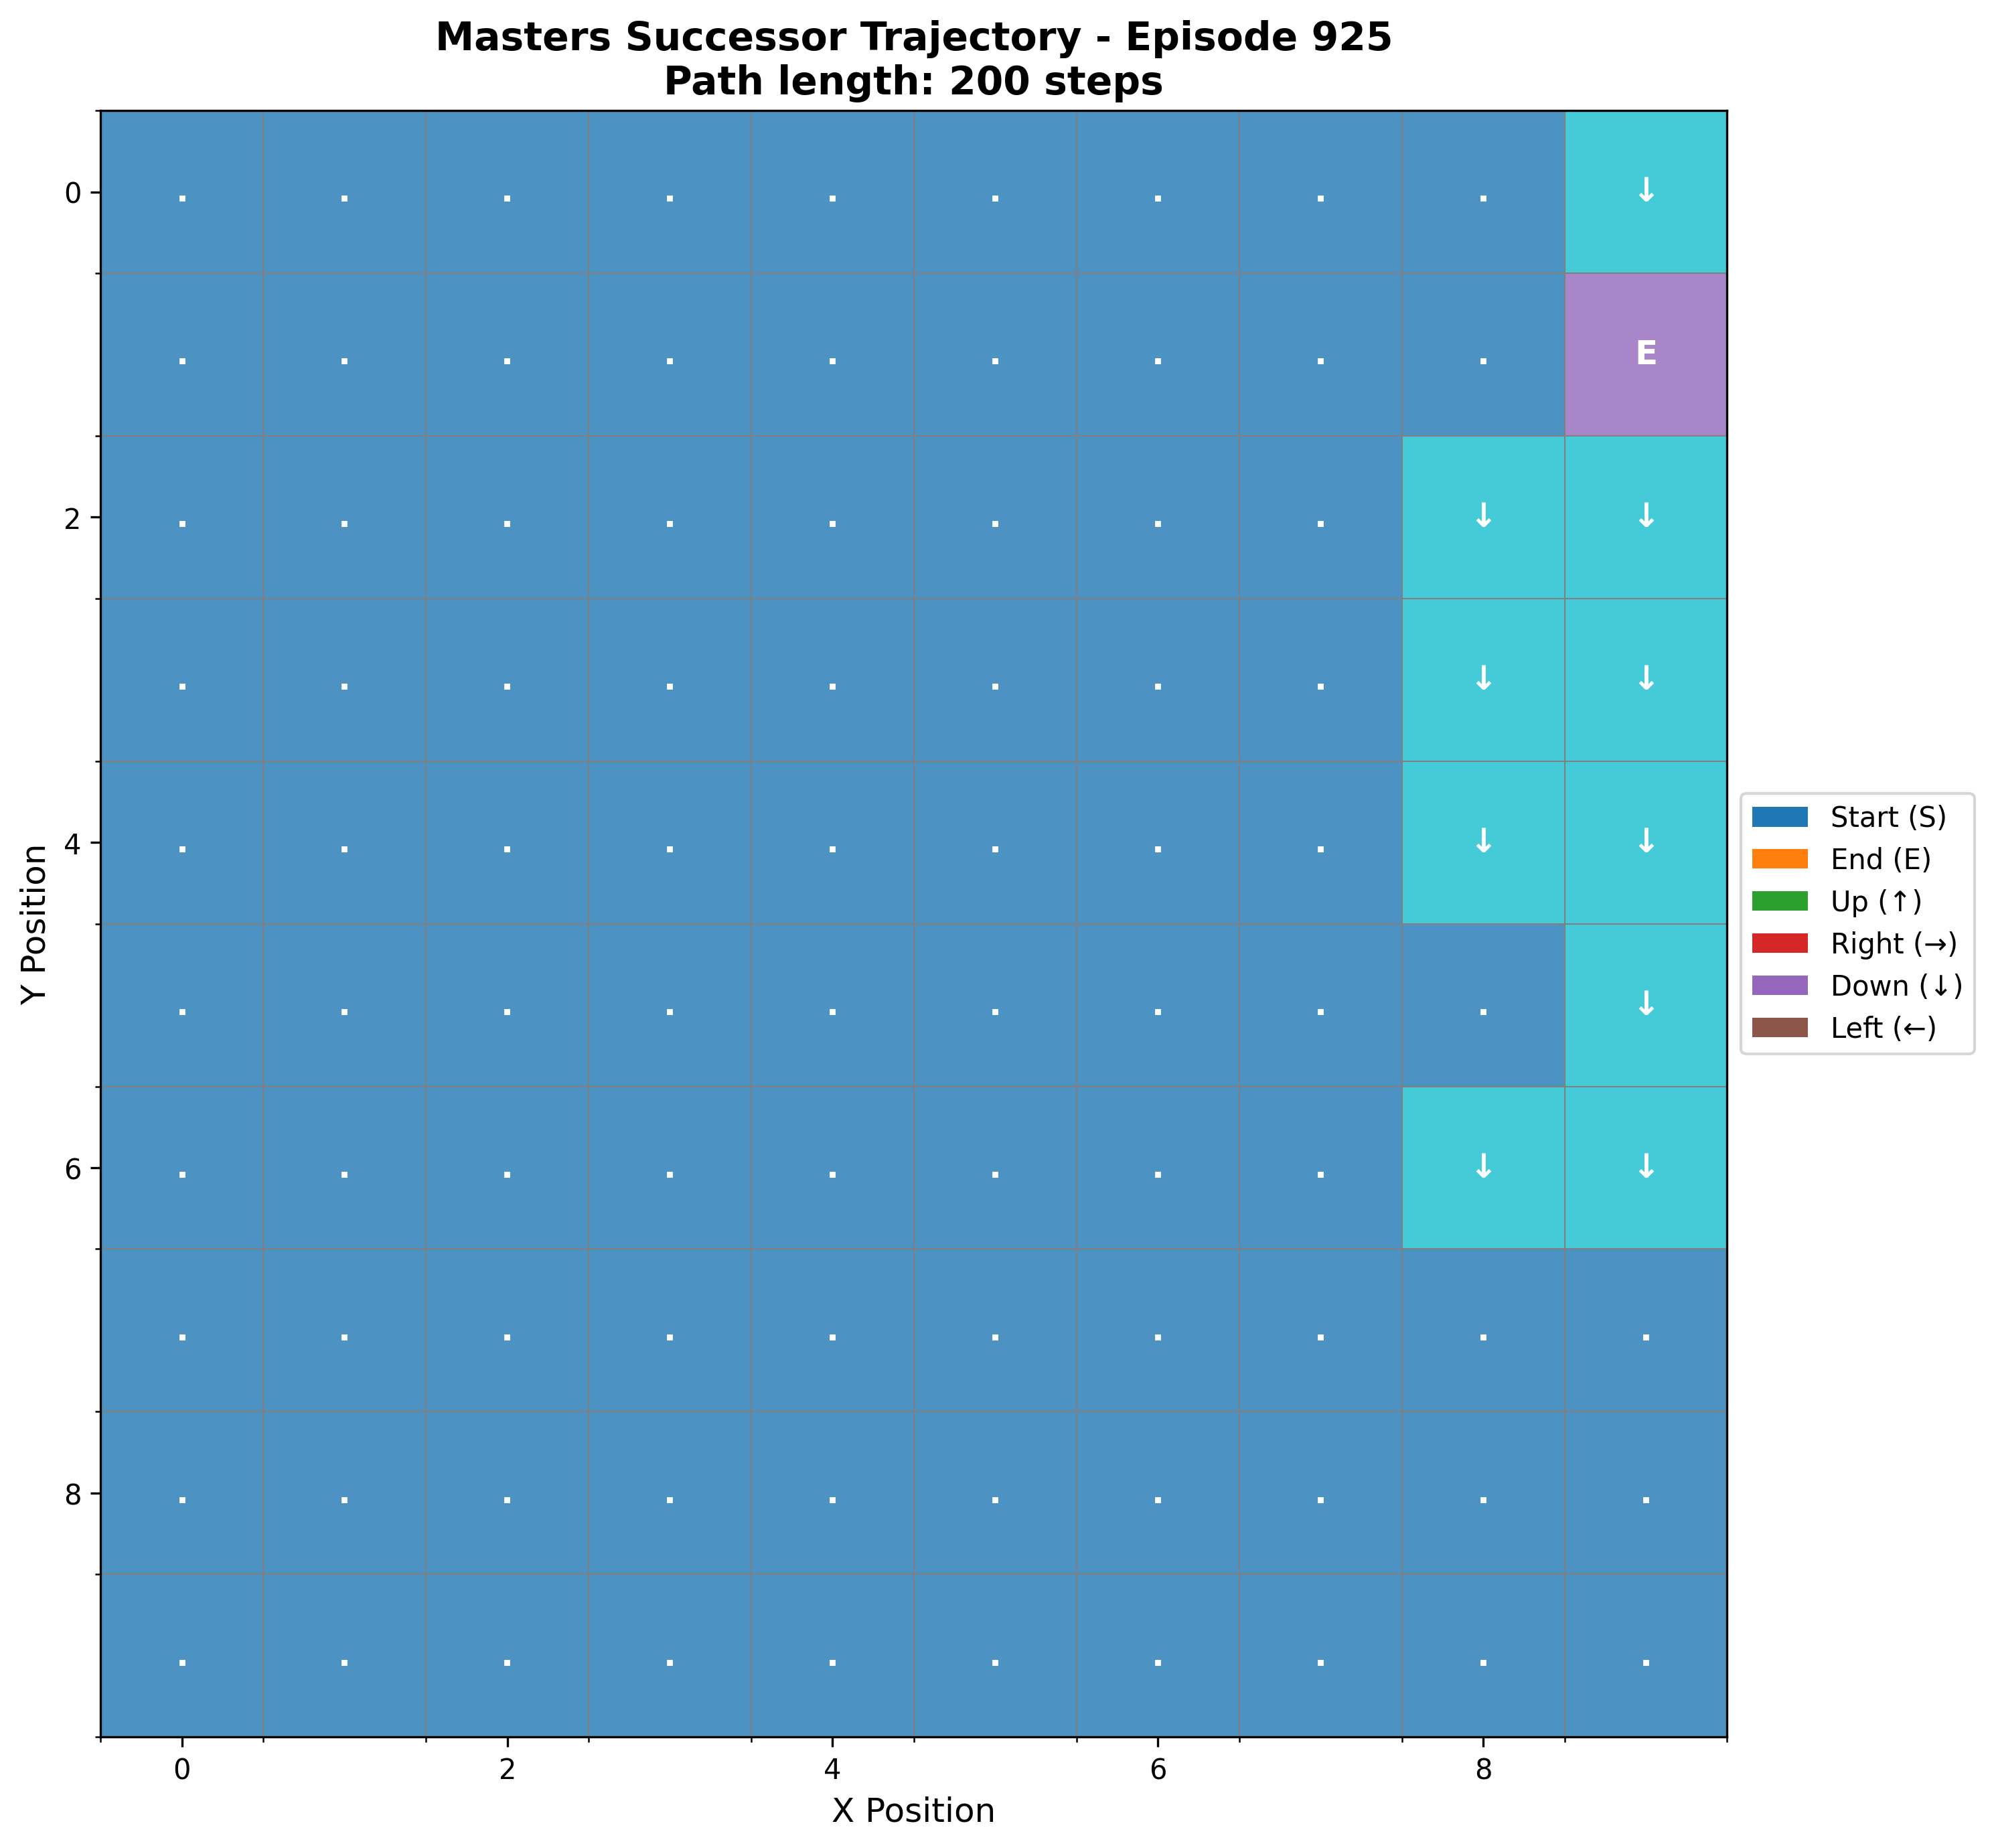 Masters Successor Trajectory - Episode 925
Path length: 200 steps
0 . . . . . . . . . ↓
. . . . . . . . . E
2 . . . . . . . . ↓ ↓
. . . . . . . . ↓ ↓
4 . . . . . . . . ↓ ↓
. . . . . . . . . ↓
6 . . . . . . . . ↓ ↓
. . . . . . . . . .
8 . . . . . . . . . .
. . . . . . . . . .
0 2 4 6 8
X Position
Y Position
Start (S)
End (E)
Up (↑)
Right (→)
Down (↓)
Left (←)